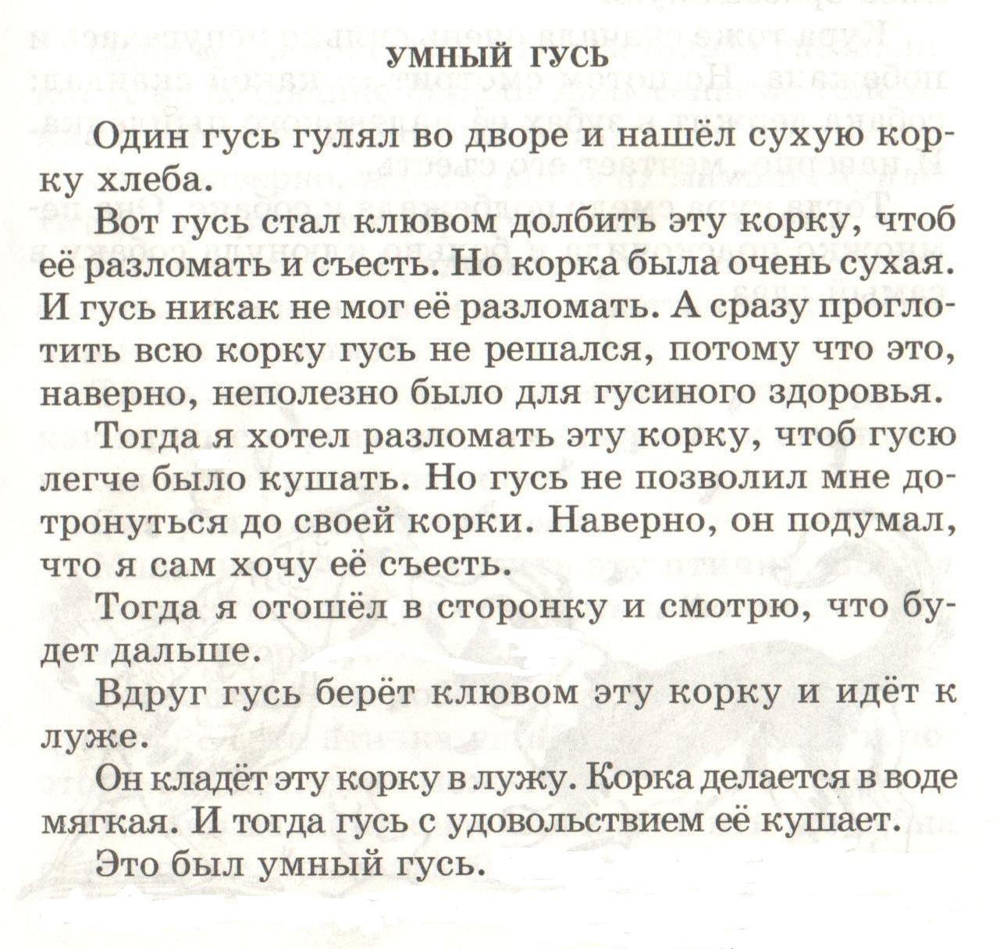 УМНЫЙ ГУСЬ
Один гусь гулял во дворе и нашёл сухую кор-
ку хлеба.
Вот гусь стал клювом долбить эту корку, чтоб
её разломать и съесть. Но корка была очень сухая.
И гусь никак не мог её разломать. А сразу прогло-
тить всю корку гусь не решался, потому что это,
наверно, неполезно было для гусиного здоровья.
Тогда я хотел разломать эту корку, чтоб гусю
легче было кушать. Но гусь не позволил мне до-
тронуться до своей корки. Наверно, он подумал,
что я сам хочу её съесть.
Тогда я отошёл в сторонку и смотрю, что бу-
дет дальше.
Вдруг гусь берёт клювом эту корку и идёт к
луже.
Он кладёт эту корку в лужу. Корка делается в воде
мягкая. И тогда гусь с удовольствием её кушает.
Это был умный гусь.